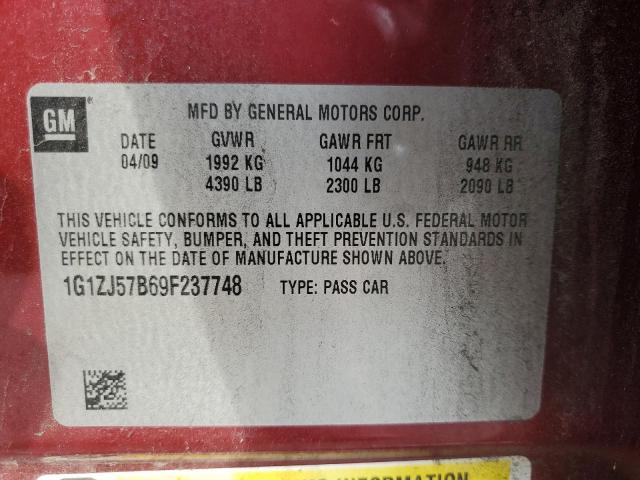 GM
MFD BY GENERAL MOTORS CORP.
DATE GVWR GAWR FRT GAWR RR
04/09 1992 KG 1044 KG 948 KG
4390 LB 2300 LB 2090 LB
THIS VEHICLE CONFORMS TO ALL APPLICABLE U.S. FEDERAL MOTOR
VEHICLE SAFETY, BUMPER, AND THEFT PREVENTION STANDARDS IN
EFFECT ON THE DATE OF MANUFACTURE SHOWN ABOVE.
1G1ZJ57B69F237748 TYPE: PASS CAR
INFORMATION